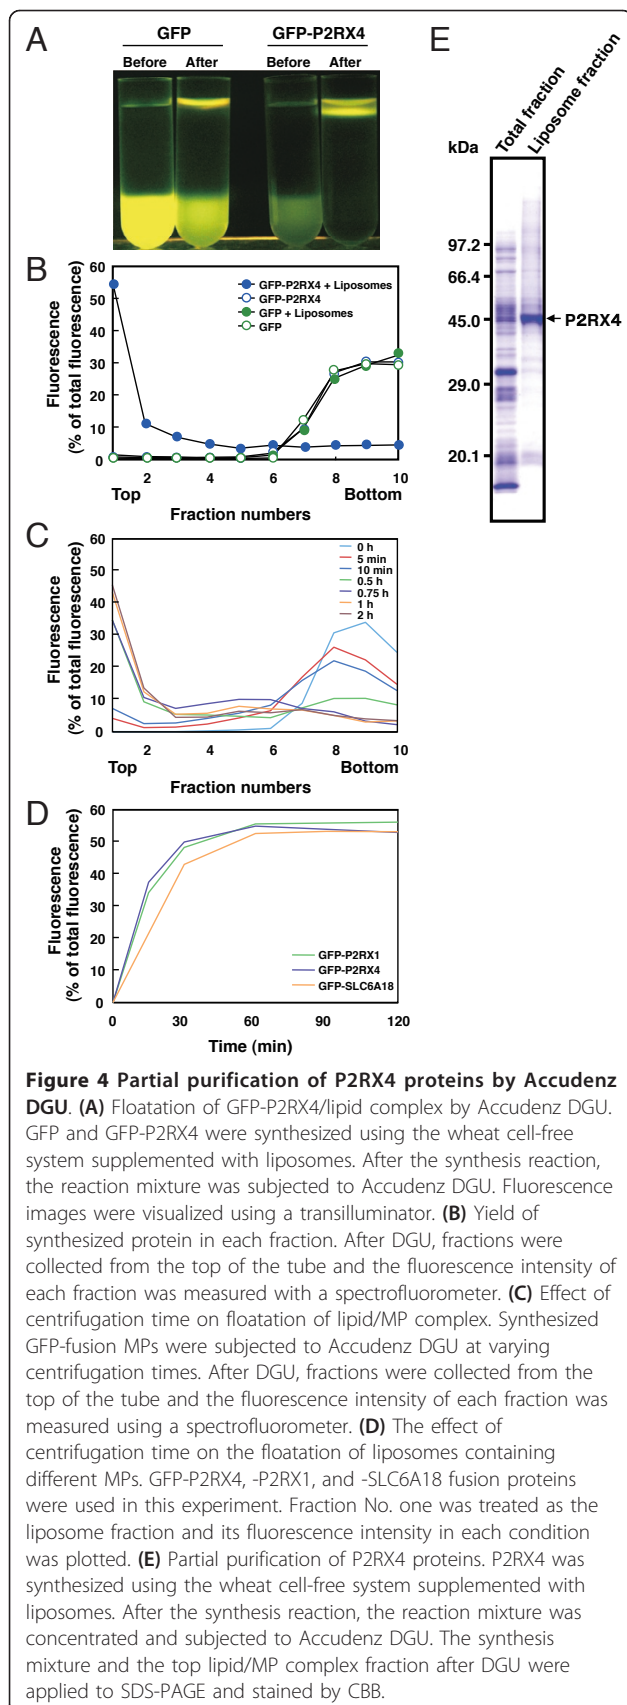 A
GFP
GFP-P2RX4
Before
After
Before
After
B
Fluorescence
(% of total fluorescence)
60
50
40
30
20
10
0
GFP-P2RX4 + Liposomes
GFP-P2RX4
GFP + Liposomes
GFP
2
4
6
8
10
Top
Bottom
Fraction numbers
C
Fluorescence
(% of total fluorescence)
60
50
40
30
20
10
0
0 h
5 min
10 min
0.5 h
0.75 h
1 h
2 h
2
4
6
8
10
Top
Bottom
Fraction numbers
D
Fluorescence
(% of total fluorescence)
60
50
40
30
20
10
0
GFP-P2RX1
GFP-P2RX4
GFP-SLC6A18
0
30
60
90
120
Time (min)
E
Total fraction
Liposome fraction
kDa
97.2
66.4
45.0
29.0
20.1
P2RX4
Figure 4 Partial purification of P2RX4 proteins by Accudenz
DGU. (A) Floatation of GFP-P2RX4/lipid complex by Accudenz DGU.
GFP and GFP-P2RX4 were synthesized using the wheat cell-free
system supplemented with liposomes. After the synthesis reaction,
the reaction mixture was subjected to Accudenz DGU. Fluorescence
images were visualized using a transilluminator. (B) Yield of
synthesized protein in each fraction. After DGU, fractions were
collected from the top of the tube and the fluorescence intensity of
each fraction was measured with a spectrofluorometer. (C) Effect of
centrifugation time on floatation of lipid/MP complex. Synthesized
GFP-fusion MPs were subjected to Accudenz DGU at varying
centrifugation times. After DGU, fractions were collected from the
top of the tube and the fluorescence intensity of each fraction was
measured using a spectrofluorometer. (D) The effect of
centrifugation time on the floatation of liposomes containing
different MPs. GFP-P2RX4, -P2RX1, and -SLC6A18 fusion proteins
were used in this experiment. Fraction No. one was treated as the
liposome fraction and its fluorescence intensity in each condition
was plotted. (E) Partial purification of P2RX4 proteins. P2RX4 was
synthesized using the wheat cell-free system supplemented with
liposomes. After the synthesis reaction, the reaction mixture was
concentrated and subjected to Accudenz DGU. The synthesis
mixture and the top lipid/MP complex fraction after DGU were
applied to SDS-PAGE and stained by CBB.